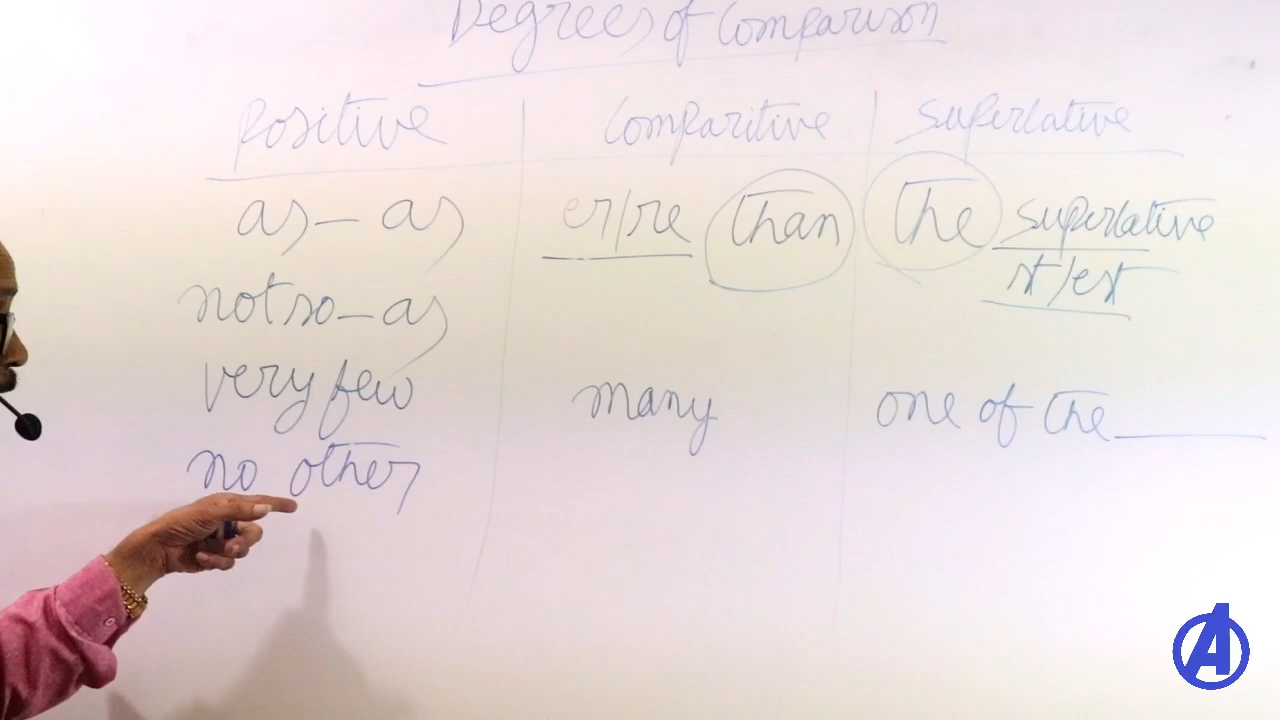 Degrees of Comparison
Positive Comparitive Superlative
as – as er/re than the superlative
st/est
not so – as
very few many one of the ______
no other
A